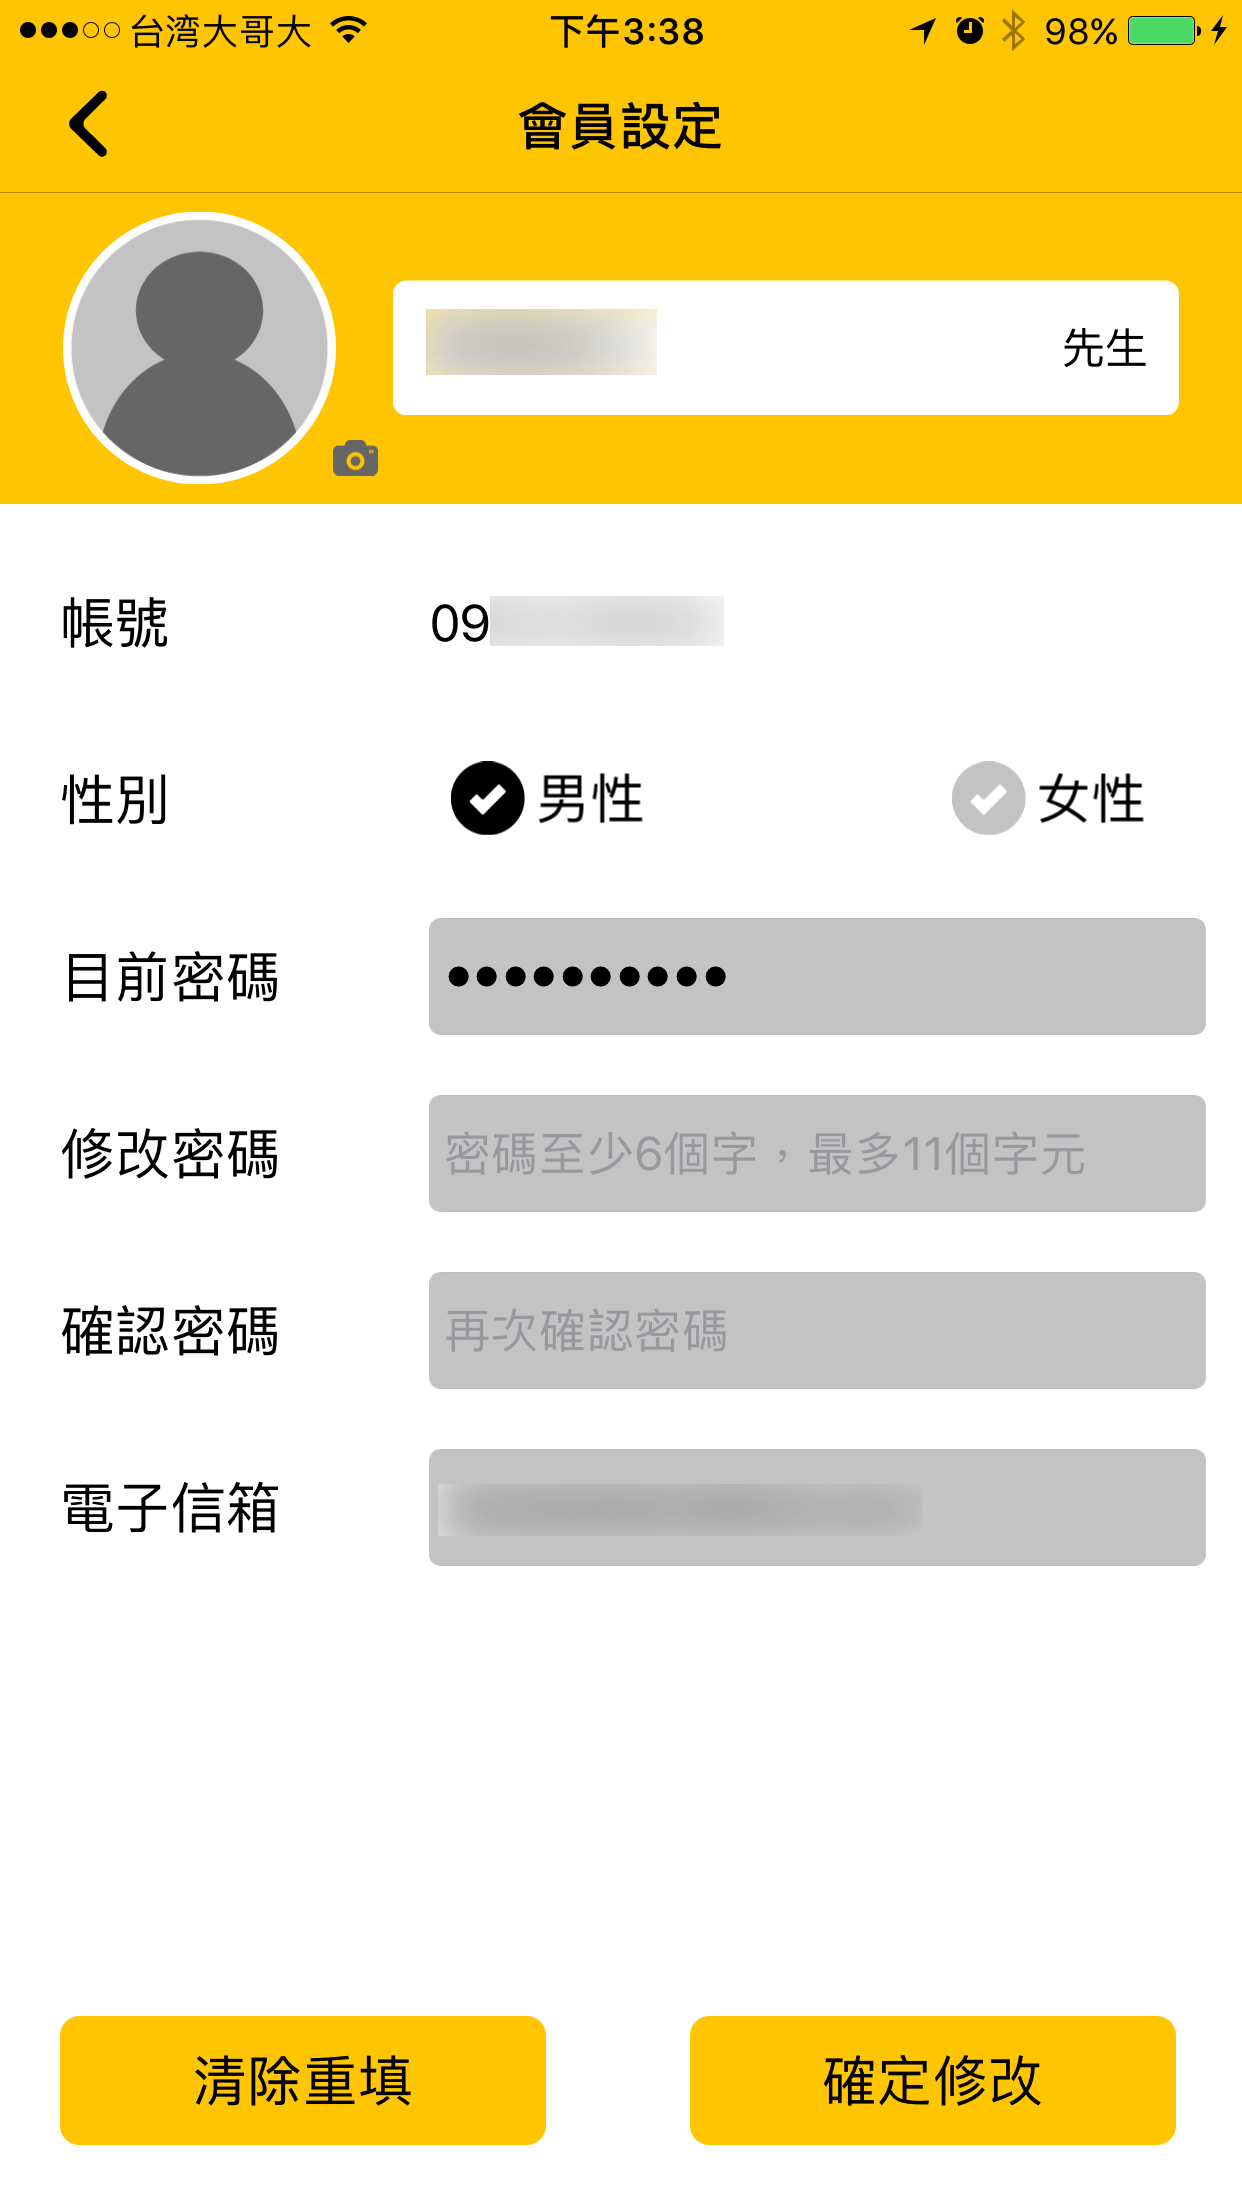 台湾大哥大 下午3:38 98%
會員設定
先生
帳號 09
性別 男性 女性
目前密碼 ••••••••••
修改密碼 密碼至少6個字，最多11個字元
確認密碼 再次確認密碼
電子信箱
清除重填 確定修改